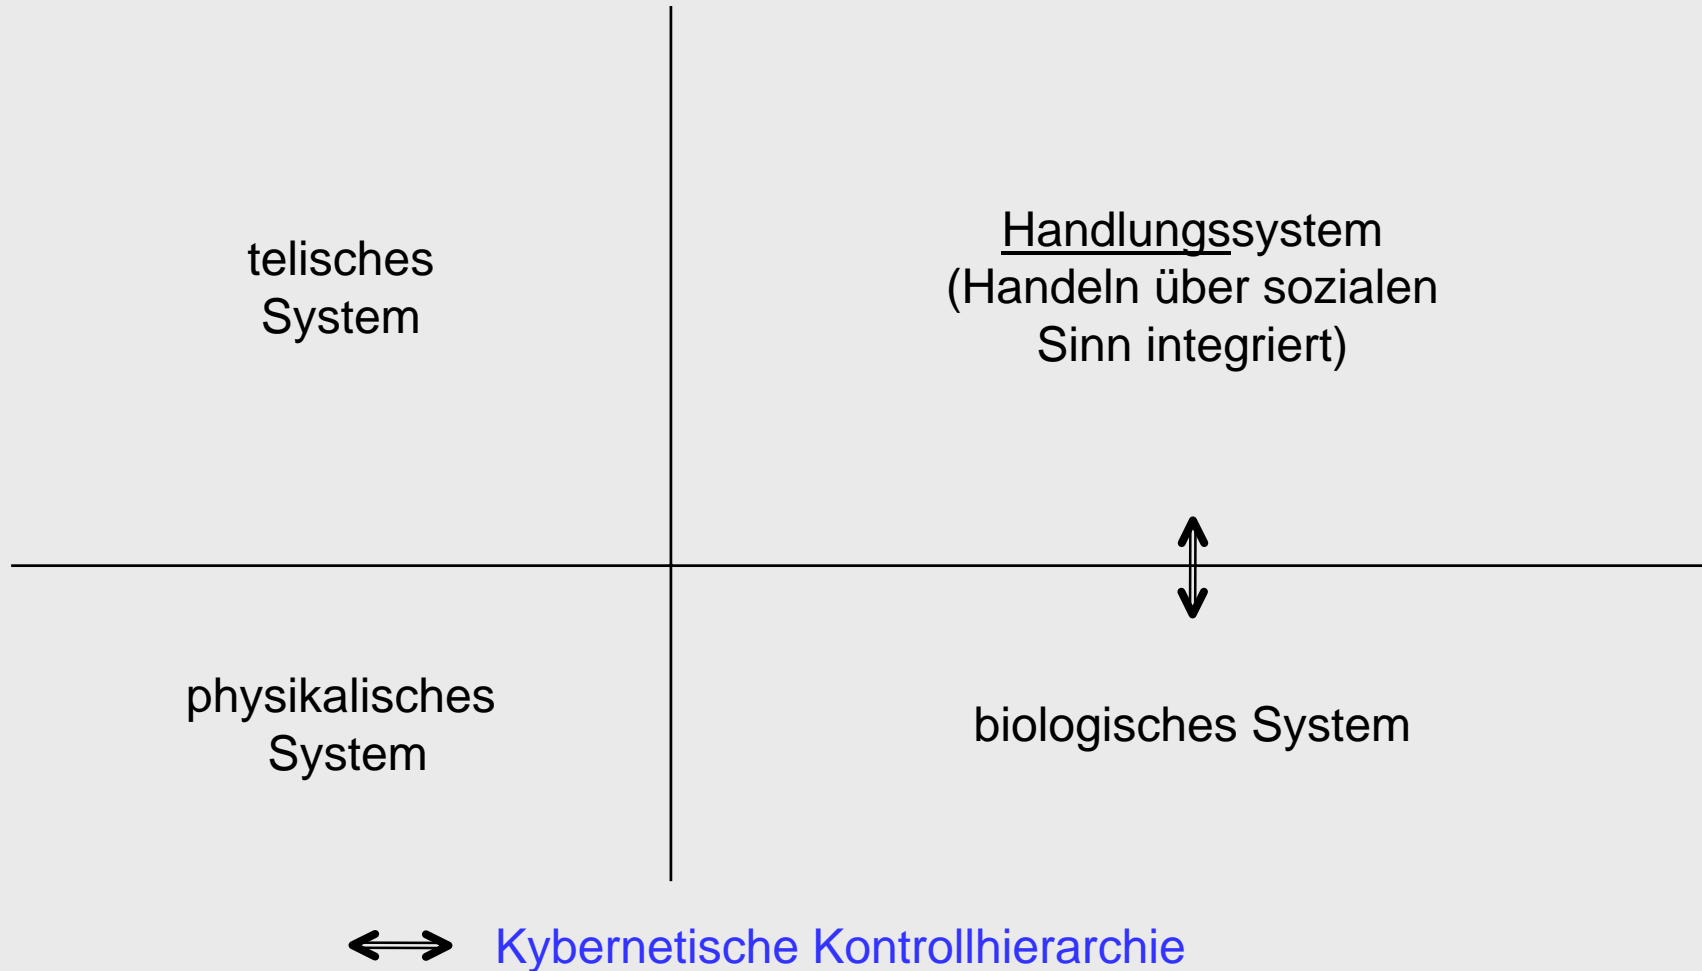 telisches
System
Handlungssystem
(Handeln über sozialen
Sinn integriert)
physikalisches
System
biologisches System
Kybernetische Kontrollhierarchie